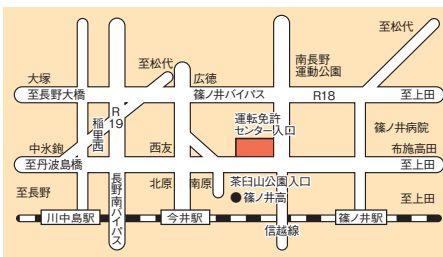 至松代
至松代
大塚
広徳
南長野
運動公園
至長野大橋
篠ノ井バイパス
R18
至上田
R19
稲里西
運転免許
センター入口
篠ノ井病院
中氷鉋
西友
布施高田
至丹波島橋
至上田
至長野
北原
南原
茶臼山公園入口
篠ノ井高
至上田
長野南バイパス
川中島駅
今井駅
信越線
篠ノ井駅